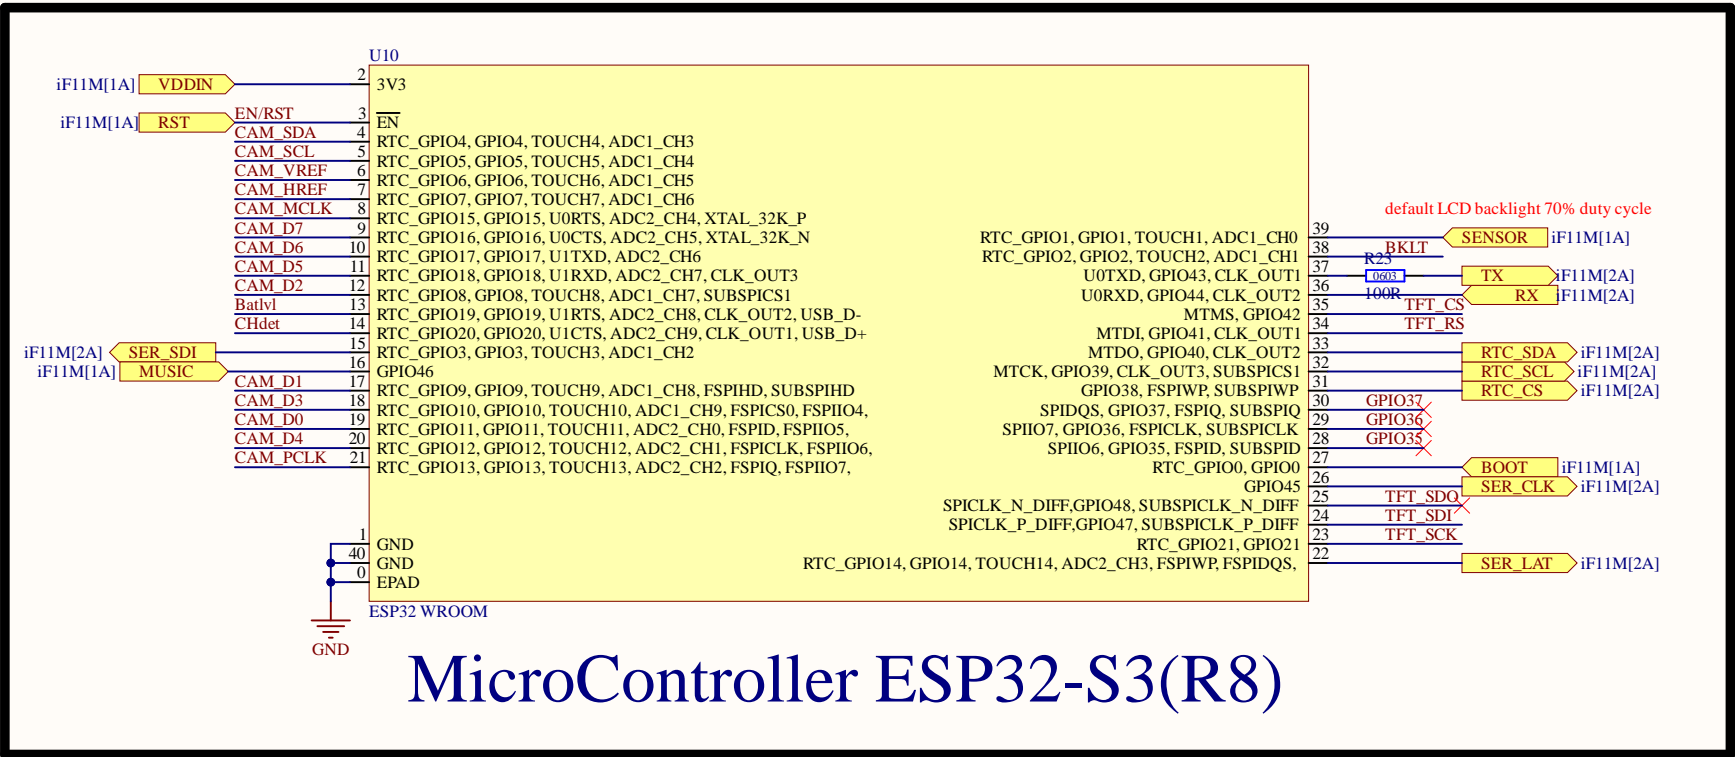 U10
iF11M[1A] VDDIN 2 3V3
iF11M[1A] RST EN/RST 3 EN
CAM_SDA 4 RTC_GPIO4, GPIO4, TOUCH4, ADC1_CH3
CAM_SCL 5 RTC_GPIO5, GPIO5, TOUCH5, ADC1_CH4
CAM_VREF 6 RTC_GPIO6, GPIO6, TOUCH6, ADC1_CH5
CAM_HREF 7 RTC_GPIO7, GPIO7, TOUCH7, ADC1_CH6
CAM_MCLK 8 RTC_GPIO15, GPIO15, U0RTS, ADC2_CH4, XTAL_32K_P
CAM_D7 9 RTC_GPIO16, GPIO16, U0CTS, ADC2_CH5, XTAL_32K_N
CAM_D6 10 RTC_GPIO17, GPIO17, U1TXD, ADC2_CH6
CAM_D5 11 RTC_GPIO18, GPIO18, U1RXD, ADC2_CH7, CLK_OUT3
CAM_D2 12 RTC_GPIO8, GPIO8, TOUCH8, ADC1_CH7, SUBSPICS1
Batlvl 13 RTC_GPIO19, GPIO19, U1RTS, ADC2_CH8, CLK_OUT2, USB_D-
CHdet 14 RTC_GPIO20, GPIO20, U1CTS, ADC2_CH9, CLK_OUT1, USB_D+
iF11M[2A] SER_SDI 15 RTC_GPIO3, GPIO3, TOUCH3, ADC1_CH2
iF11M[1A] MUSIC 16 GPIO46
CAM_D1 17 RTC_GPIO9, GPIO9, TOUCH9, ADC1_CH8, FSPIHD, SUBSPIHD
CAM_D3 18 RTC_GPIO10, GPIO10, TOUCH10, ADC1_CH9, FSPICS0, FSPIIO4,
CAM_D0 19 RTC_GPIO11, GPIO11, TOUCH11, ADC2_CH0, FSPID, FSPIIO5,
CAM_D4 20 RTC_GPIO12, GPIO12, TOUCH12, ADC2_CH1, FSPICLK, FSPIIO6,
CAM_PCLK 21 RTC_GPIO13, GPIO13, TOUCH13, ADC2_CH2, FSPIQ, FSPIIO7,
1 GND
40 GND
0 EPAD
GND
default LCD backlight 70% duty cycle
RTC_GPIO1, GPIO1, TOUCH1, ADC1_CH0 39 SENSOR iF11M[1A]
RTC_GPIO2, GPIO2, TOUCH2, ADC1_CH1 38 BKLT
U0TXD, GPIO43, CLK_OUT1 37 R23 0603 100R TX iF11M[2A]
U0RXD, GPIO44, CLK_OUT2 36 RX iF11M[2A]
MTMS, GPIO42 35 TFT_CS
MTDI, GPIO41, CLK_OUT1 34 TFT_RS
MTDO, GPIO40, CLK_OUT2 33 RTC_SDA iF11M[2A]
MTCK, GPIO39, CLK_OUT3, SUBSPICS1 32 RTC_SCL iF11M[2A]
GPIO38, FSPIWP, SUBSPIWP 31 RTC_CS iF11M[2A]
SPIDQS, GPIO37, FSPIQ, SUBSPIQ 30 GPIO37
SPIIO7, GPIO36, FSPICLK, SUBSPICLK 29 GPIO36
SPIIO6, GPIO35, FSPID, SUBSPID 28 GPIO35
RTC_GPIO0, GPIO0 27 BOOT iF11M[1A]
GPIO45 26 SER_CLK iF11M[2A]
SPICLK_N_DIFF,GPIO48, SUBSPICLK_N_DIFF 25 TFT_SDO
SPICLK_P_DIFF,GPIO47, SUBSPICLK_P_DIFF 24 TFT_SDI
RTC_GPIO21, GPIO21 23 TFT_SCK
RTC_GPIO14, GPIO14, TOUCH14, ADC2_CH3, FSPIWP, FSPIDQS, 22 SER_LAT iF11M[2A]
ESP32 WROOM
MicroController ESP32-S3(R8)